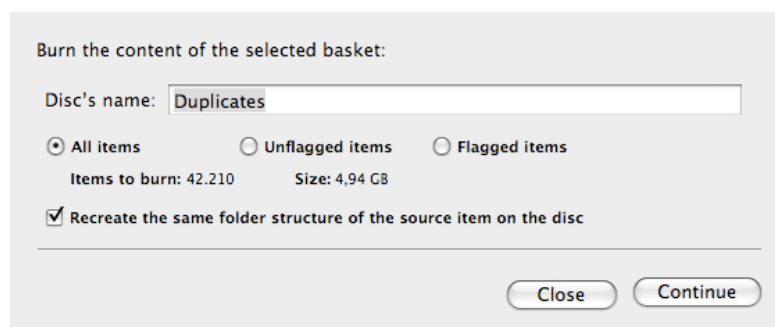 Burn the content of the selected basket:
Disc's name: Duplicates
All items Unflagged items Flagged items
Items to burn: 42.210 Size: 4,94 GB
Recreate the same folder structure of the source item on the disc
Close Continue